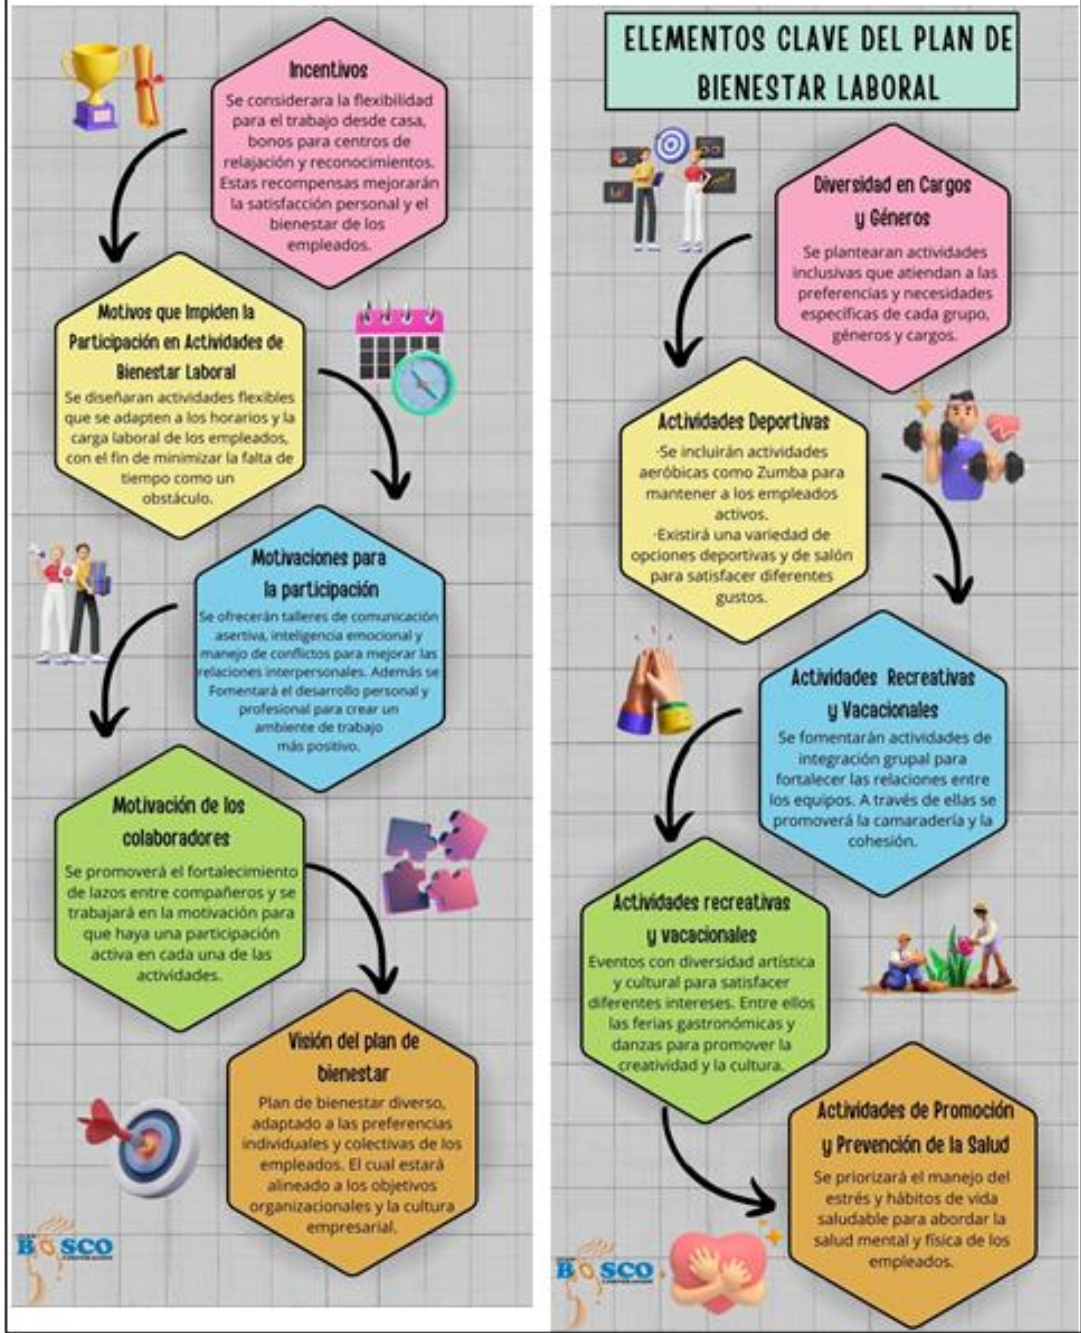 Incentivos
Se considerara la flexibilidad
para el trabajo desde casa,
bonos para centros de
relajación y reconocimientos.
Estas recompensas mejorarán
la satisfacción personal y el
bienestar de los
empleados.
Motivos que Impiden la
Participación en Actividades de
Bienestar Laboral
Se diseñaran actividades flexibles
que se adapten a los horarios y la
carga laboral de los empleados,
con el fin de minimizar la falta de
tiempo como un
obstáculo.
Motivaciones para
la participación
Se ofrecerán talleres de comunicación
asertiva, inteligencia emocional y
manejo de conflictos para mejorar las
relaciones interpersonales. Además se
Fomentará el desarrollo personal y
profesional para crear un
ambiente de trabajo
más positivo.
Motivación de los
colaboradores
Se promoverá el fortalecimiento
de lazos entre compañeros y se
trabajará en la motivación para
que haya una participación
activa en cada una de las
actividades.
Visión del plan de
bienestar
Plan de bienestar diverso,
adaptado a las preferencias
individuales y colectivas de los
empleados. El cual estará
alineado a los objetivos
organizacionales y la cultura
empresarial.
BOSCO
ELEMENTOS CLAVE DEL PLAN DE
BIENESTAR LABORAL
Diversidad en Cargos
y Géneros
Se plantearan actividades
inclusivas que atiendan a las
preferencias y necesidades
específicas de cada grupo,
géneros y cargos.
Actividades Deportivas
·Se incluirán actividades
aeróbicas como Zumba para
mantener a los empleados
activos.
·Existirá una variedad de
opciones deportivas y de salón
para satisfacer diferentes
gustos.
Actividades Recreativas
y Vacacionales
Se fomentarán actividades de
integración grupal para
fortalecer las relaciones entre
los equipos. A través de ellas se
promoverá la camaradería y la
cohesión.
Actividades recreativas
y vacacionales
Eventos con diversidad artística
y cultural para satisfacer
diferentes intereses. Entre ellos
las ferias gastronómicas y
danzas para promover la
creatividad y la cultura.
Actividades de Promoción
y Prevención de la Salud
Se priorizará el manejo del
estrés y hábitos de vida
saludable para abordar la
salud mental y física de los
empleados.
BOSCO